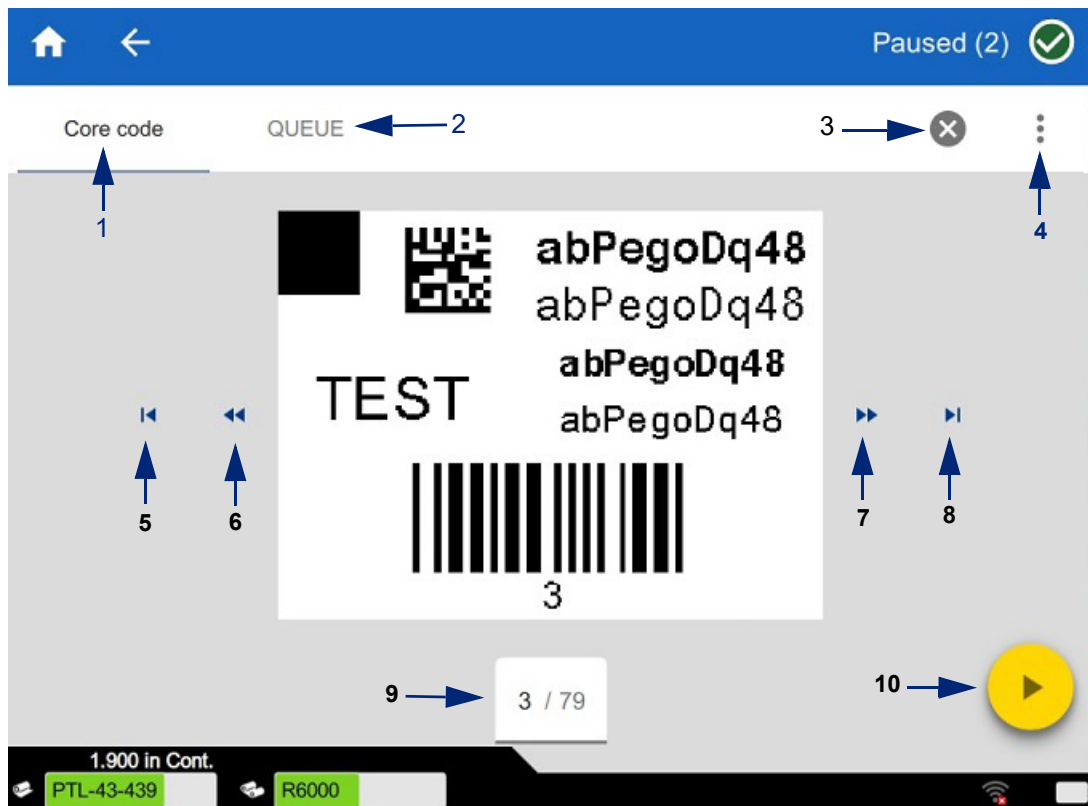 Paused (2)
Core code
QUEUE
2
3
1
4
abPegoDq48
abPegoDq48
abPegoDq48
abPegoDq48
TEST
5
6
7
8
3
9
3 / 79
10
1.900 in Cont.
PTL-43-439
R6000